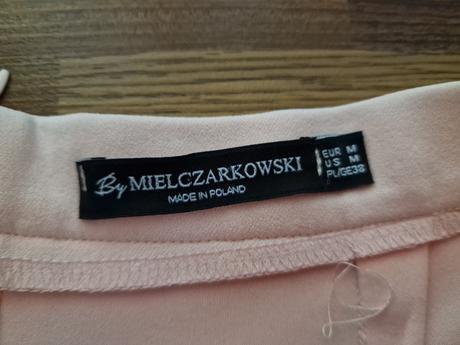 By MIELCZARKOWSKI
MADE IN POLAND
EUR M
US M
PL/GE38